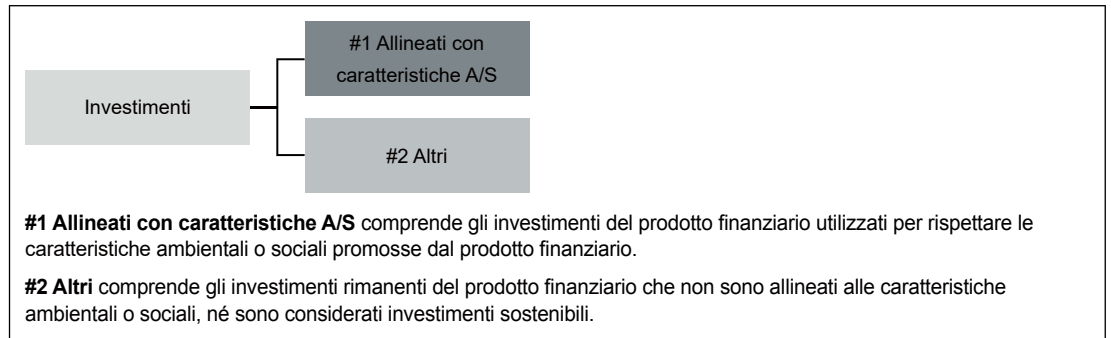 #1 Allineati con
caratteristiche A/S
Investimenti
#2 Altri
#1 Allineati con caratteristiche A/S comprende gli investimenti del prodotto finanziario utilizzati per rispettare le
caratteristiche ambientali o sociali promosse dal prodotto finanziario.
#2 Altri comprende gli investimenti rimanenti del prodotto finanziario che non sono allineati alle caratteristiche
ambientali o sociali, né sono considerati investimenti sostenibili.